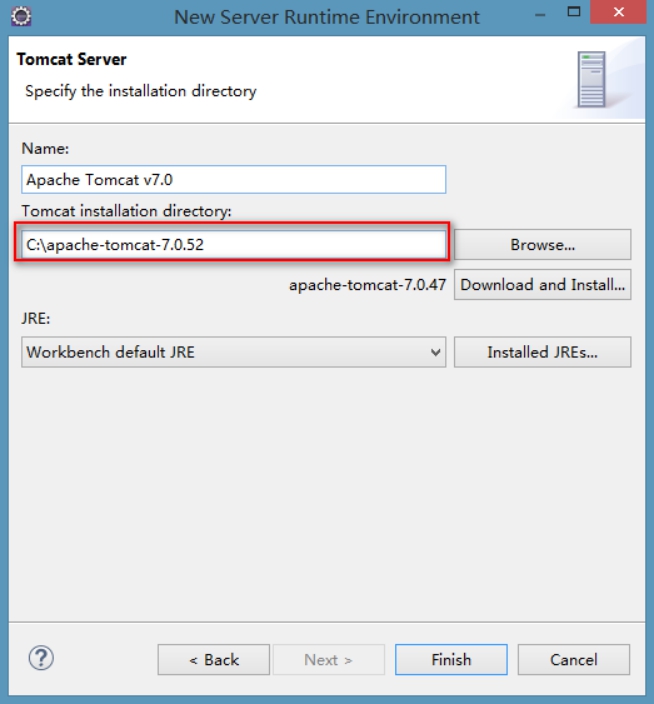 New Server Runtime Environment
Tomcat Server
Specify the installation directory
Name:
Apache Tomcat v7.0
Tomcat installation directory:
C:\apache-tomcat-7.0.52
Browse...
apache-tomcat-7.0.47
Download and Install...
JRE:
Workbench default JRE
Installed JREs...
?
< Back
Next >
Finish
Cancel